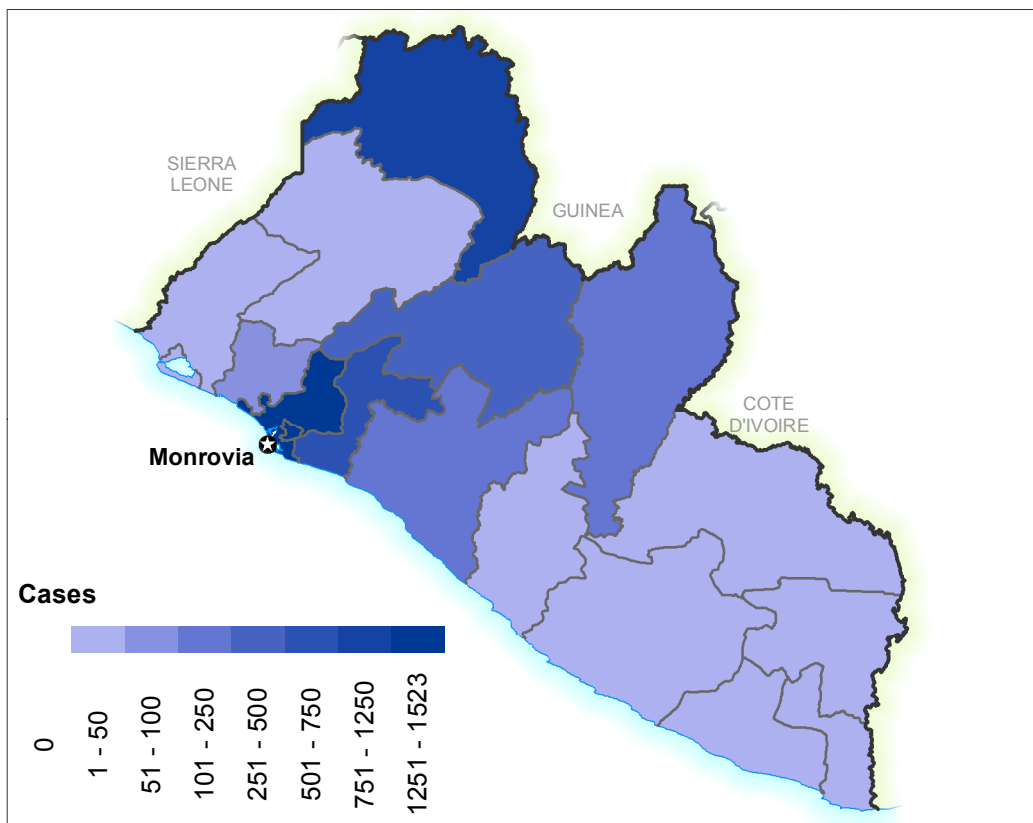 SIERRA
LEONE
GUINEA
COTE
D'IVOIRE
Monrovia
Cases
0
1 - 50
51 - 100
101 - 250
251 - 500
501 - 750
751 - 1250
1251 - 1523